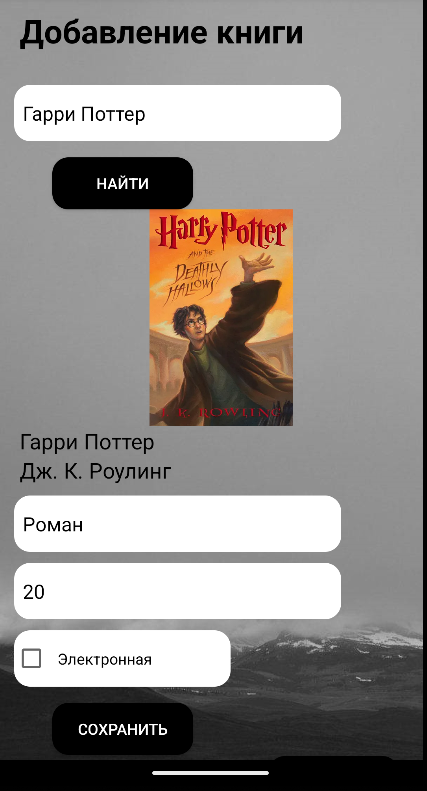 Добавление книги
Гарри Поттер
НАЙТИ
Harry Potter
AND THE
DEATHLY
HALLOWS
J. K. ROWLING
Гарри Поттер
Дж. К. Роулинг
Роман
20
Электронная
СОХРАНИТЬ